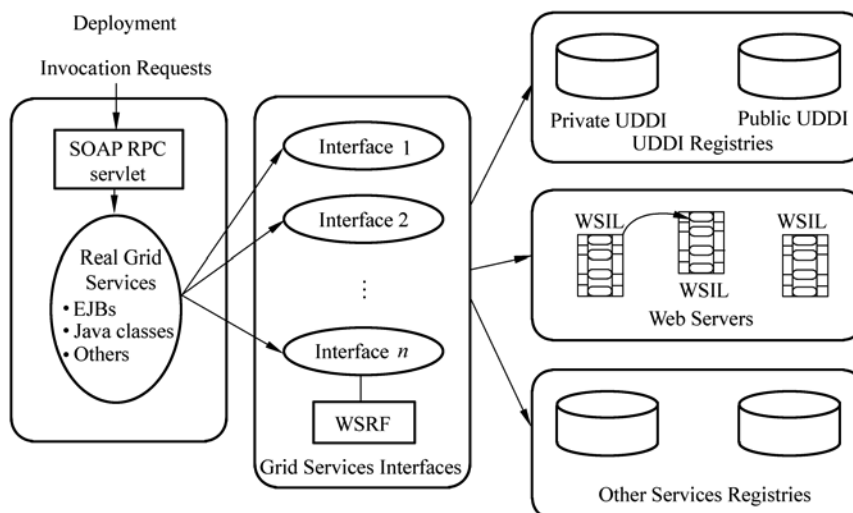 Deployment
Invocation Requests
SOAP RPC
servlet
Real Grid
Services
• EJBs
• Java classes
• Others
Interface 1
Interface 2
⋮
Interface n
WSRF
Grid Services Interfaces
Private UDDI
Public UDDI
UDDI Registries
WSIL
WSIL
WSIL
Web Servers
Other Services Registries